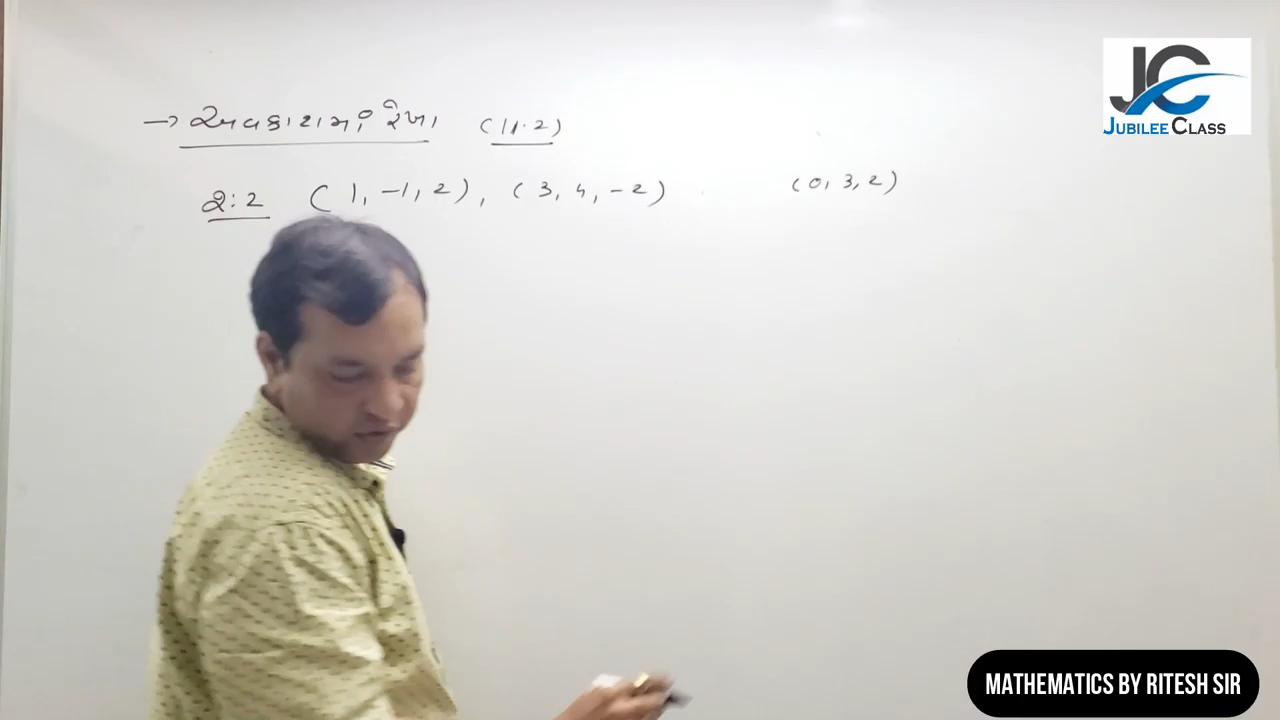 → અવકાશમાં રેખા (11.2)
2:2 (1, -1, 2), (3, 4, -2) (0, 3, 2)
JC
JUBILEE CLASS
MATHEMATICS BY RITESH SIR